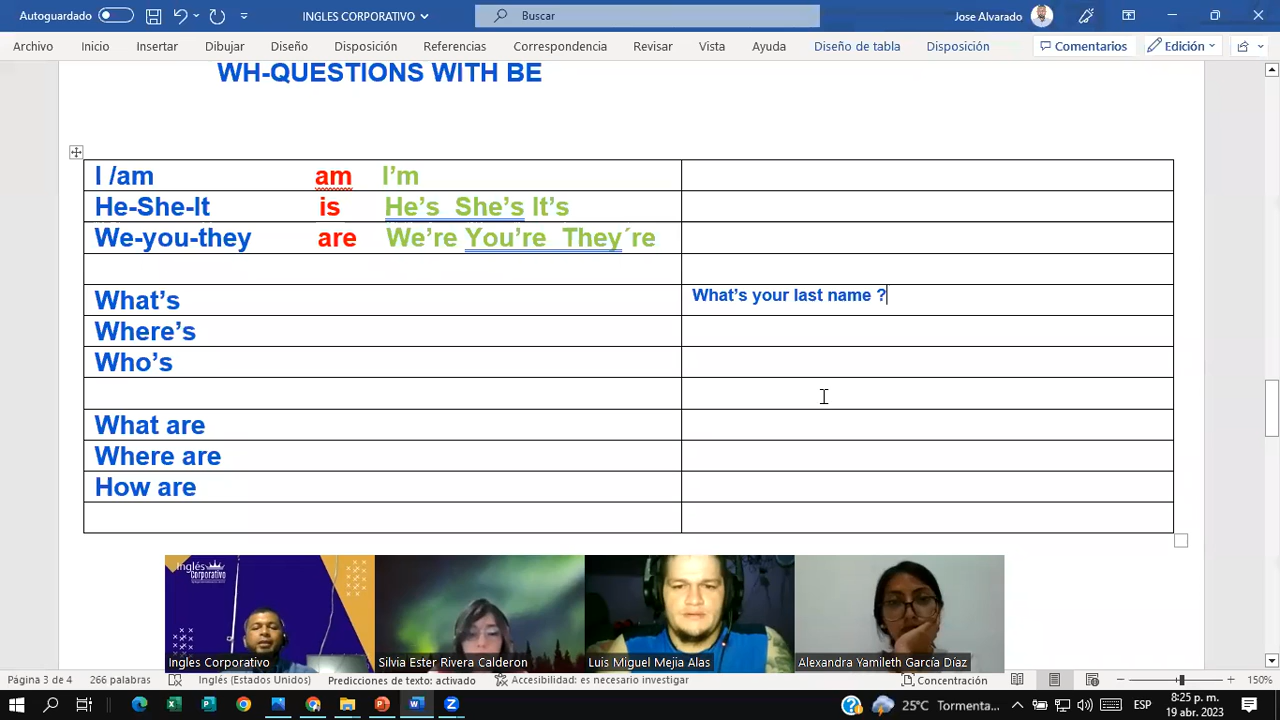 Autoguardado
INGLES CORPORATIVO
Buscar
Jose Alvarado
Archivo Inicio Insertar Dibujar Diseño Disposición Referencias Correspondencia Revisar Vista Ayuda Diseño de tabla Disposición Comentarios Edición
WH-QUESTIONS WITH BE
I /am am I’m
He-She-It is He’s She’s It’s
We-you-they are We’re You’re They´re
What’s What’s your last name ?
Where’s
Who’s
What are
Where are
How are
Inglés
Corporativo
Ingles Corporativo Silvia Ester Rivera Calderon Luis Miguel Mejia Alas Alexandra Yamileth García Díaz
Página 3 de 4 266 palabras Inglés (Estados Unidos) Predicciones de texto: activado Accesibilidad: es necesario investigar Concentración 150%
25°C Tormenta... ESP 8:25 p. m.
19 abr. 2023